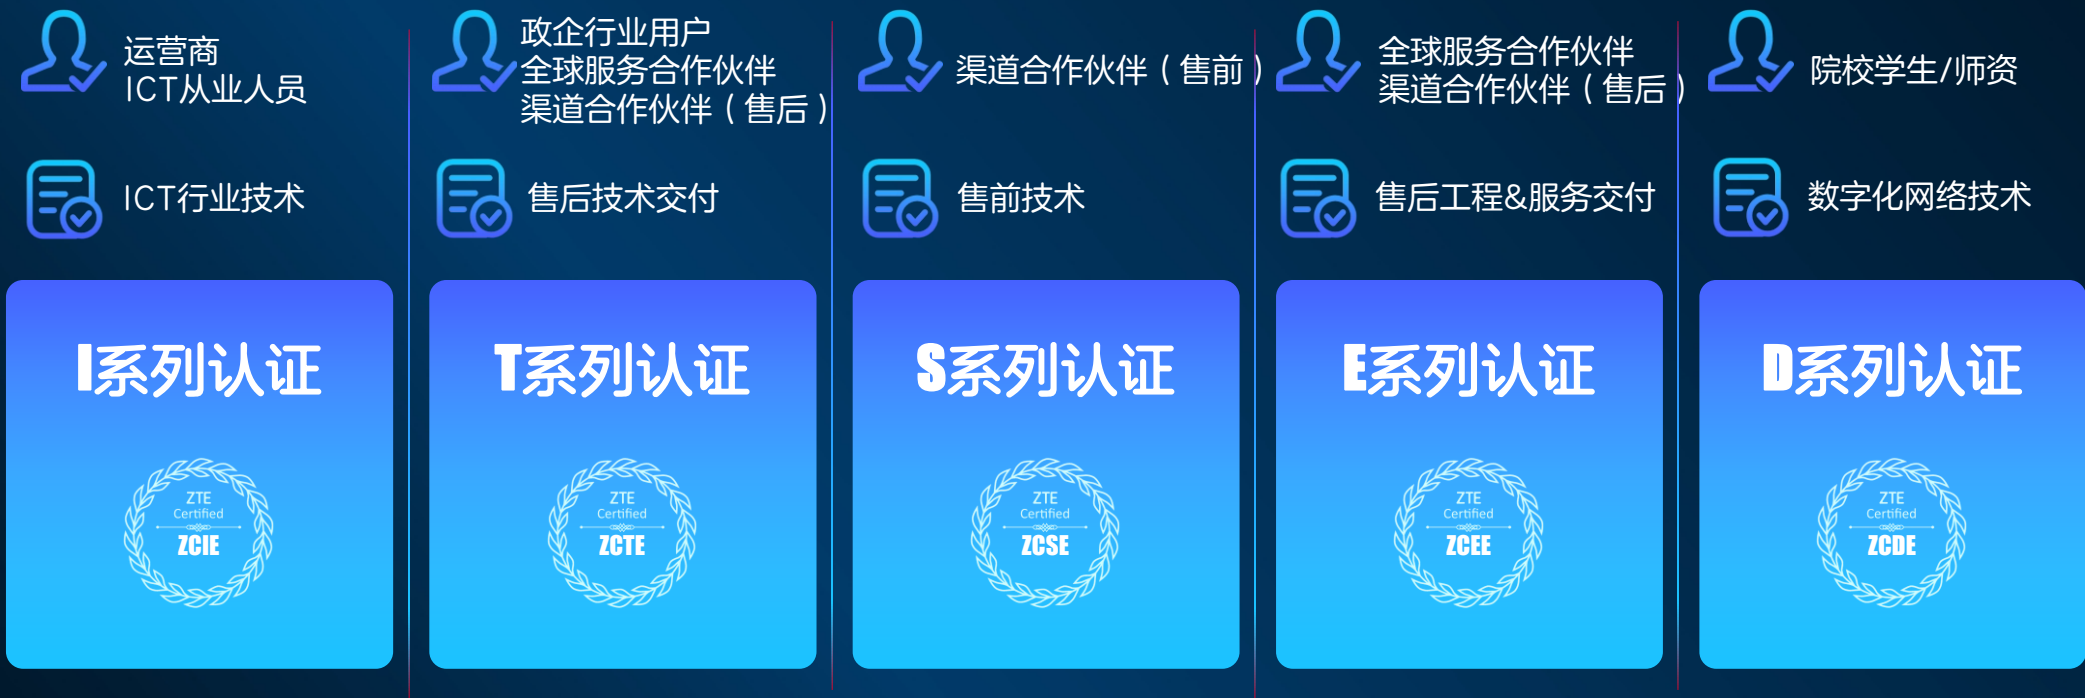 运营商
ICT从业人员
ICT行业技术
I系列认证
ZTE
Certified
ZCIE
政企行业用户
全球服务合作伙伴
渠道合作伙伴（售后）
售后技术交付
T系列认证
ZTE
Certified
ZCTE
渠道合作伙伴（售前）
售前技术
S系列认证
ZTE
Certified
ZCSE
全球服务合作伙伴
渠道合作伙伴（售后）
售后工程&服务交付
E系列认证
ZTE
Certified
ZCEE
院校学生/师资
数字化网络技术
D系列认证
ZTE
Certified
ZCDE